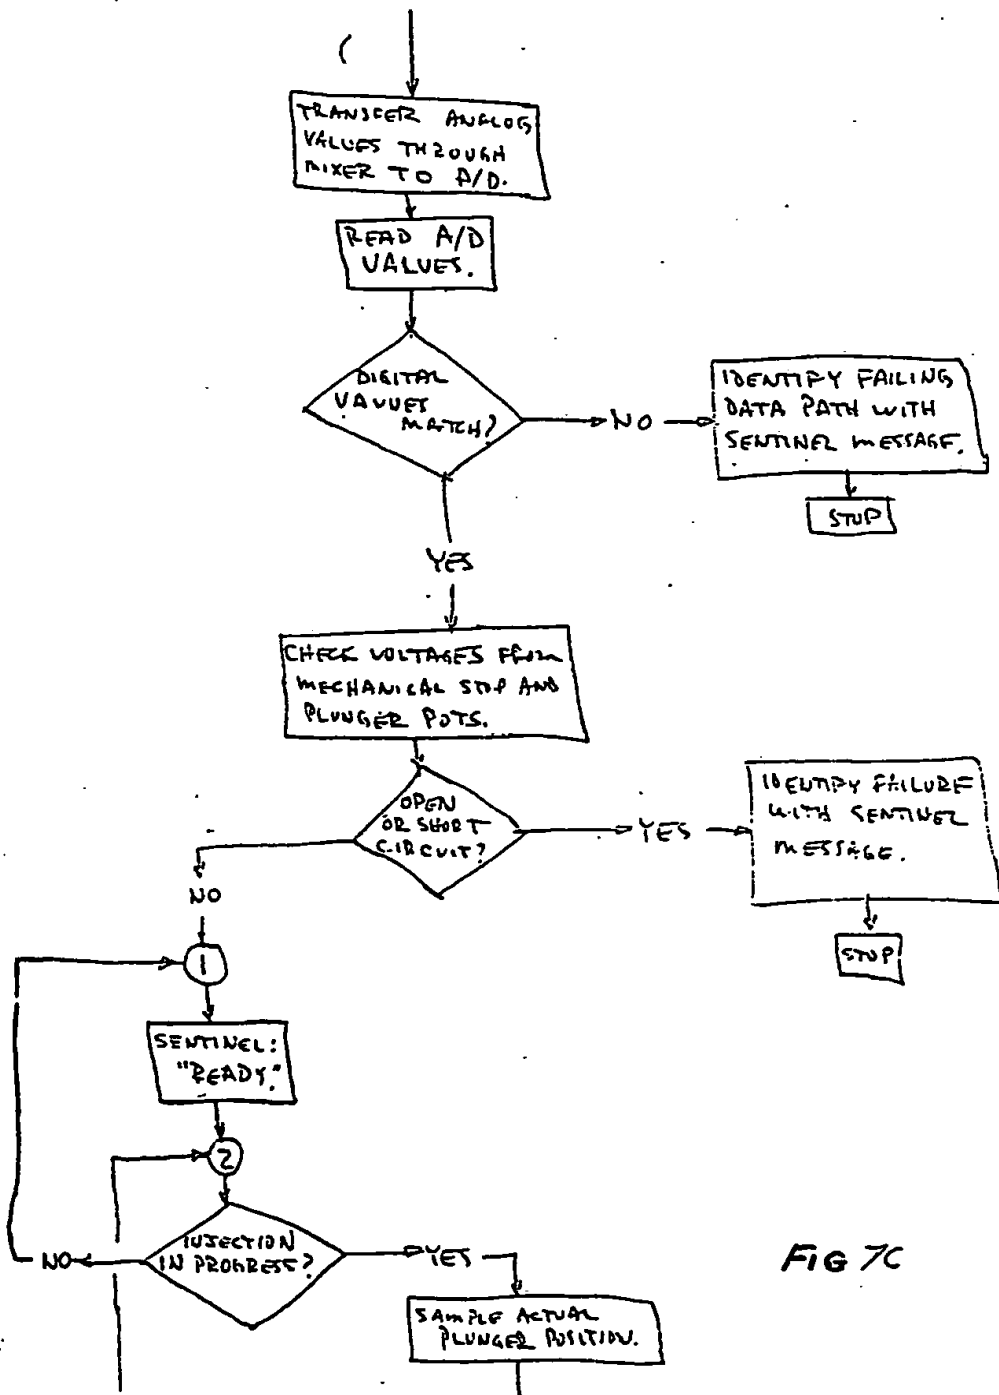 TRANSFER ANALOG
VALUES THROUGH
MIXER TO A/D.
READ A/D
VALUES.
DIGITAL
VAVUES
MATCH?
NO
IDENTIFY FAILING
DATA PATH WITH
SENTINEL MESSAGE.
STOP
YES
CHECK VOLTAGES FROM
MECHANICAL STOP AND
PLUNGER POTS.
OPEN
OR SHORT
CIRCUIT?
YES
IDENTIFY FAILURE
WITH SENTINEL
MESSAGE.
STOP
NO
1
SENTINEL:
"READY."
2
INJECTION
IN PROGRESS?
NO
YES
SAMPLE ACTUAL
PLUNGER POSITION.
FIG 7C